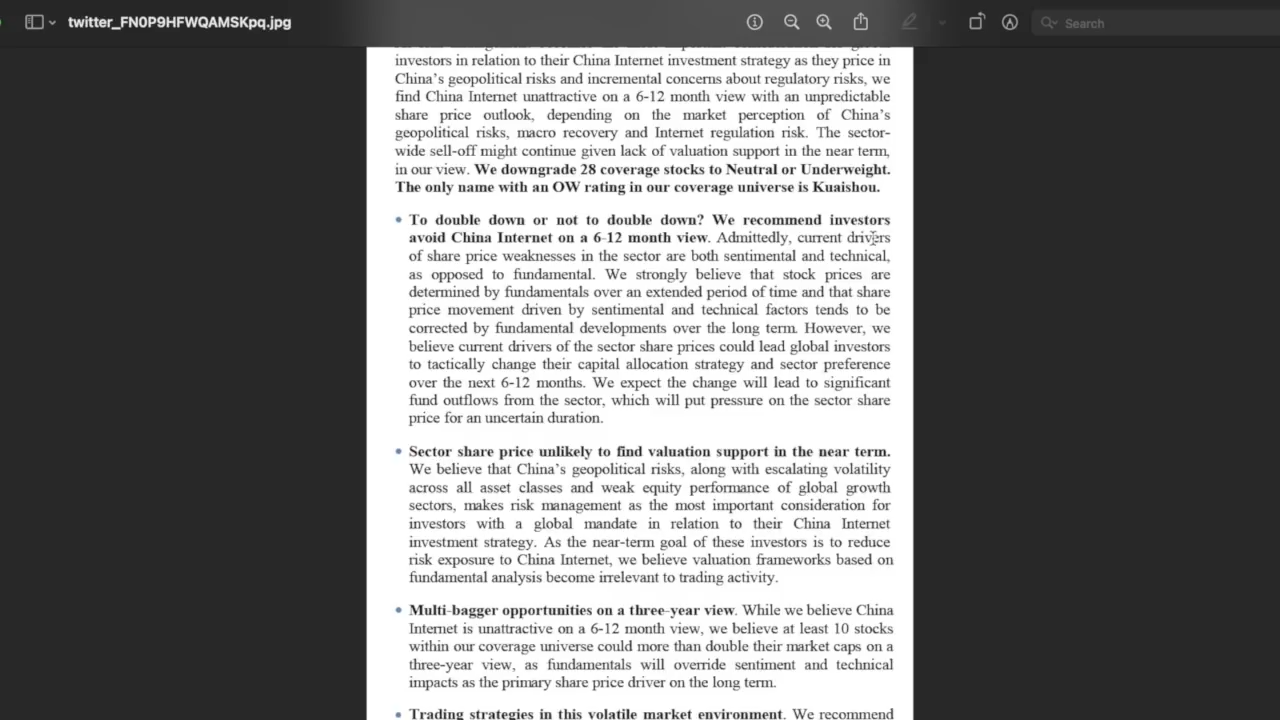 twitter_FN0P9HFWQAMSKpq.jpg
Search
investors in relation to their China Internet investment strategy as they price in
China's geopolitical risks and incremental concerns about regulatory risks, we
find China Internet unattractive on a 6-12 month view with an unpredictable
share price outlook, depending on the market perception of China's
geopolitical risks, macro recovery and Internet regulation risk. The sector-
wide sell-off might continue given lack of valuation support in the near term,
in our view. We downgrade 28 coverage stocks to Neutral or Underweight.
The only name with an OW rating in our coverage universe is Kuaishou.
• To double down or not to double down? We recommend investors
avoid China Internet on a 6-12 month view. Admittedly, current drivers
of share price weaknesses in the sector are both sentimental and technical,
as opposed to fundamental. We strongly believe that stock prices are
determined by fundamentals over an extended period of time and that share
price movement driven by sentimental and technical factors tends to be
corrected by fundamental developments over the long term. However, we
believe current drivers of the sector share prices could lead global investors
to tactically change their capital allocation strategy and sector preference
over the next 6-12 months. We expect the change will lead to significant
fund outflows from the sector, which will put pressure on the sector share
price for an uncertain duration.
• Sector share price unlikely to find valuation support in the near term.
We believe that China's geopolitical risks, along with escalating volatility
across all asset classes and weak equity performance of global growth
sectors, makes risk management as the most important consideration for
investors with a global mandate in relation to their China Internet
investment strategy. As the near-term goal of these investors is to reduce
risk exposure to China Internet, we believe valuation frameworks based on
fundamental analysis become irrelevant to trading activity.
• Multi-bagger opportunities on a three-year view. While we believe China
Internet is unattractive on a 6-12 month view, we believe at least 10 stocks
within our coverage universe could more than double their market caps on a
three-year view, as fundamentals will override sentiment and technical
impacts as the primary share price driver on the long term.
• Trading strategies in this volatile market environment. We recommend